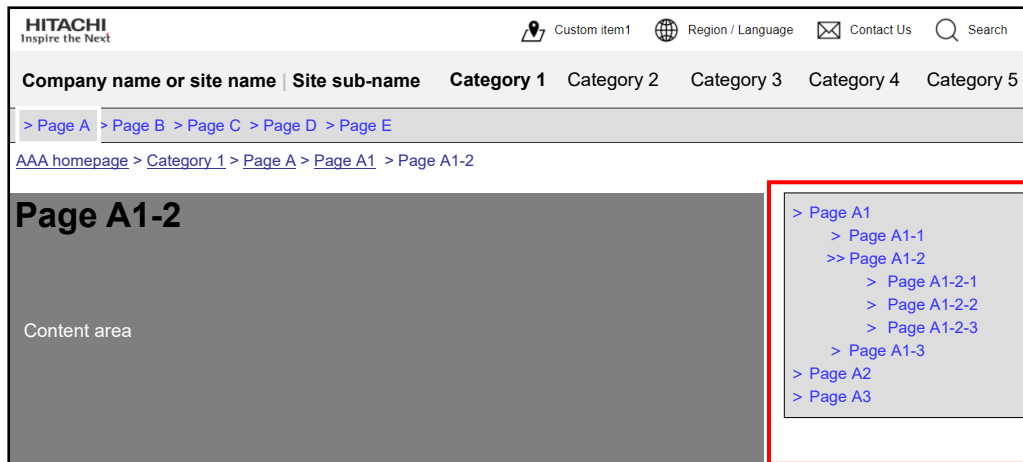 HITACHI
Inspire the Next
Custom item1 Region / Language Contact Us Search
Company name or site name | Site sub-name Category 1 Category 2 Category 3 Category 4 Category 5
> Page A > Page B > Page C > Page D > Page E
AAA homepage > Category 1 > Page A > Page A1 > Page A1-2
Page A1-2
Content area
> Page A1
> Page A1-1
>> Page A1-2
> Page A1-2-1
> Page A1-2-2
> Page A1-2-3
> Page A1-3
> Page A2
> Page A3